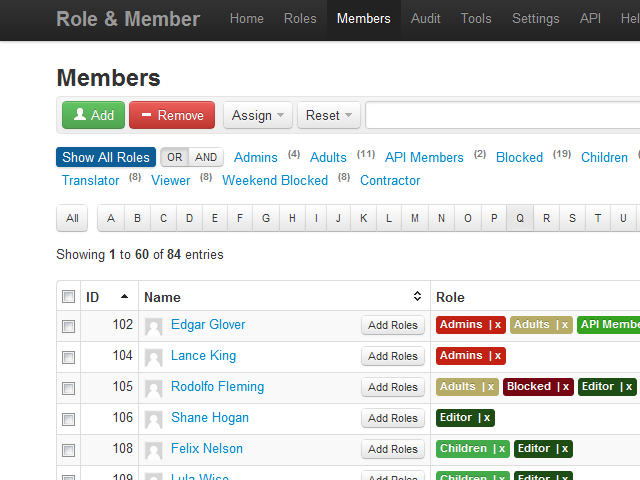 Role & Member Home Roles Members Audit Tools Settings API Hel
Members
Add Remove Assign Reset
Show All Roles OR AND Admins (4) Adults (11) API Members (2) Blocked (19) Children
Translator (8) Viewer (8) Weekend Blocked (8) Contractor
All A B C D E F G H I J K L M N O P Q R S T U
Showing 1 to 60 of 84 entries
ID Name Role
102 Edgar Glover Add Roles Admins | x Adults | x API Membe
104 Lance King Add Roles Admins | x
105 Rodolfo Fleming Add Roles Adults | x Blocked | x Editor | x
106 Shane Hogan Add Roles Editor | x
108 Felix Nelson Add Roles Children | x Editor | x
109 Lula Wise Add Roles Children | x Editor | x